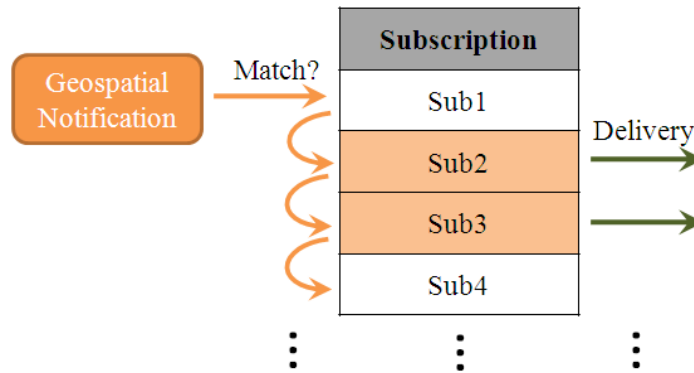 Subscription
Geospatial
Notification
Match?
Sub1
Delivery
Sub2
Sub3
Sub4